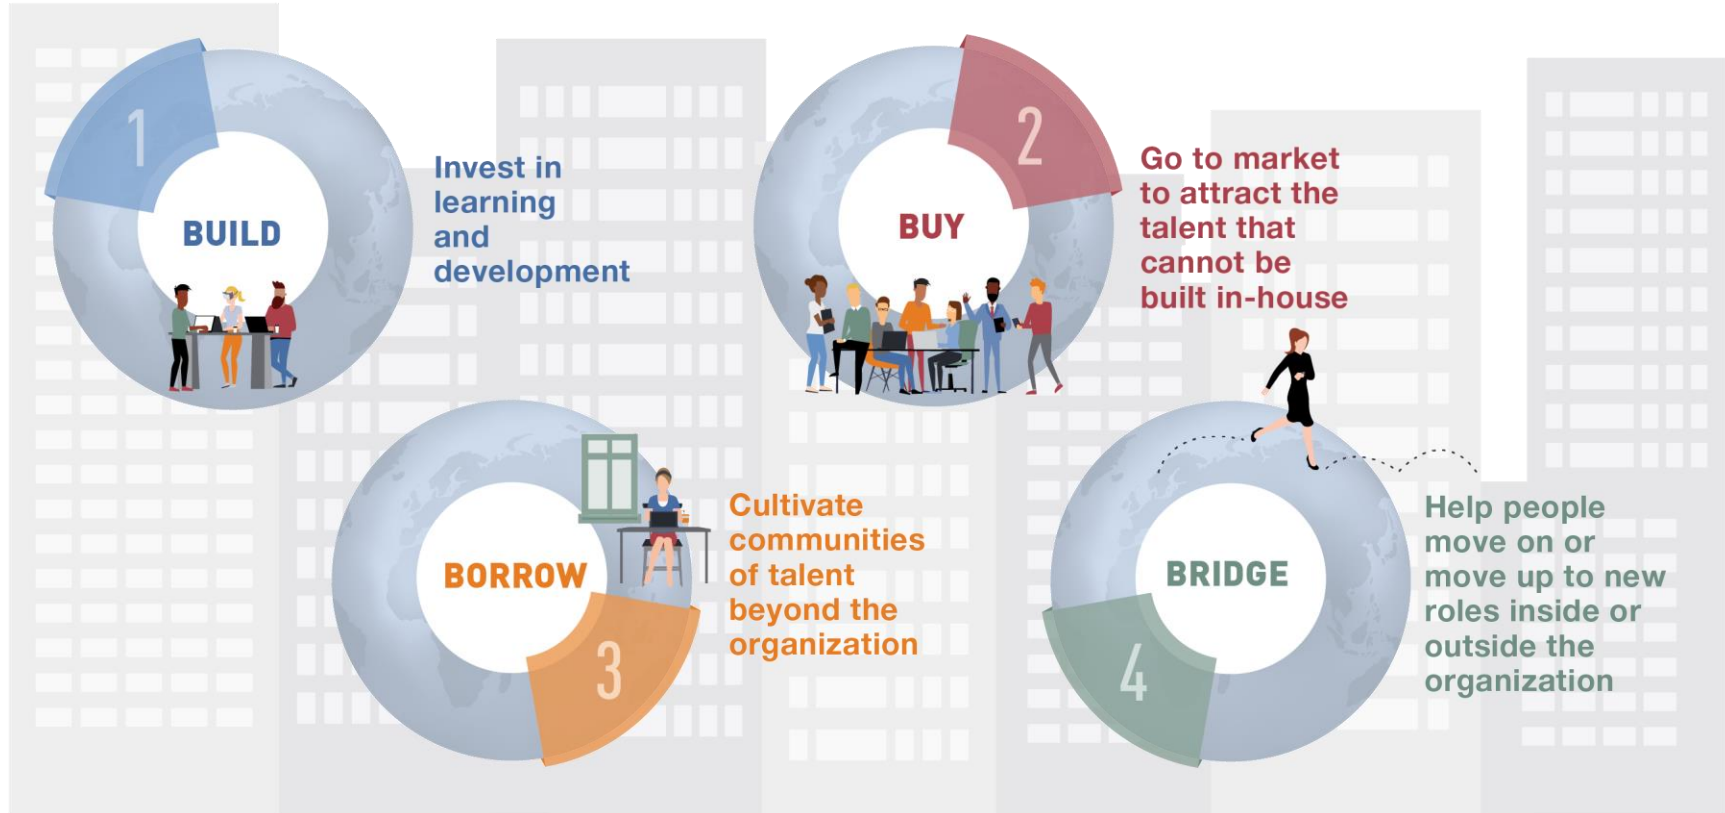 1
BUILD
Invest in
learning
and
development
2
BUY
Go to market
to attract the
talent that
cannot be
built in-house
3
BORROW
Cultivate
communities
of talent
beyond the
organization
4
BRIDGE
Help people
move on or
move up to new
roles inside or
outside the
organization